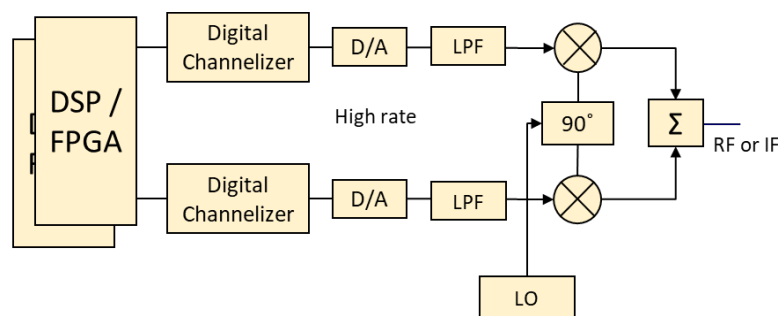 DSP /
FPGA
Digital
Channelizer
D/A
LPF
High rate
90˚
Σ
RF or IF
Digital
Channelizer
D/A
LPF
LO